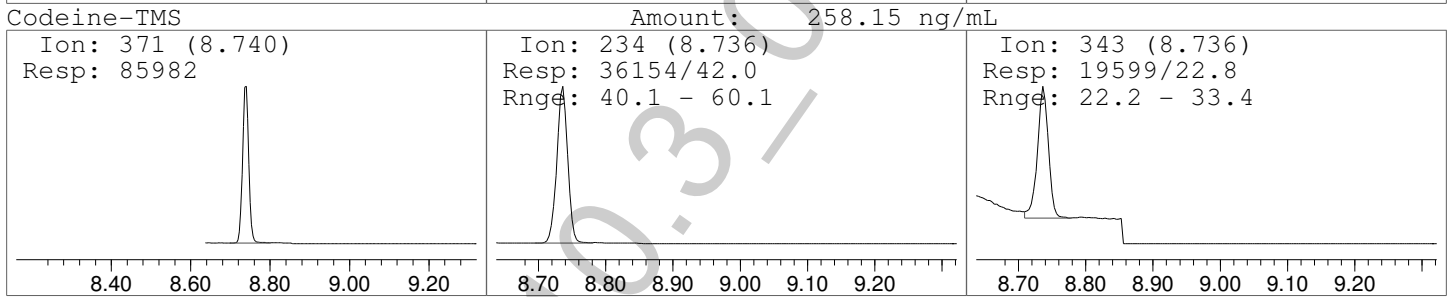 Codeine-TMS Amount: 258.15 ng/mL
Ion: 371 (8.740)
Resp: 85982
Ion: 234 (8.736)
Resp: 36154/42.0
Rnge: 40.1 - 60.1
Ion: 343 (8.736)
Resp: 19599/22.8
Rnge: 22.2 - 33.4
8.40 8.60 8.80 9.00 9.20
8.70 8.80 8.90 9.00 9.10 9.20
8.70 8.80 8.90 9.00 9.10 9.20
0.3_0